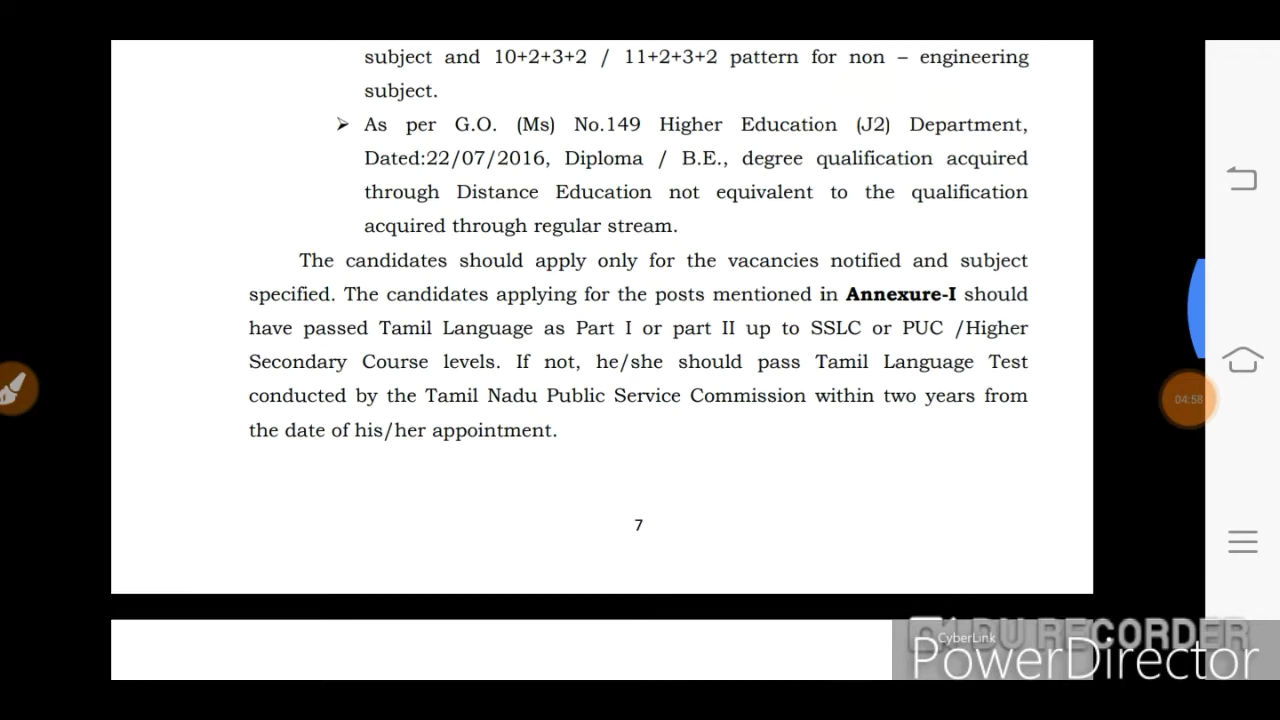 subject and 10+2+3+2 / 11+2+3+2 pattern for non – engineering
subject.
➢ As per G.O. (Ms) No.149 Higher Education (J2) Department,
Dated:22/07/2016, Diploma / B.E., degree qualification acquired
through Distance Education not equivalent to the qualification
acquired through regular stream.
The candidates should apply only for the vacancies notified and subject
specified. The candidates applying for the posts mentioned in Annexure-I should
have passed Tamil Language as Part I or part II up to SSLC or PUC /Higher
Secondary Course levels. If not, he/she should pass Tamil Language Test
conducted by the Tamil Nadu Public Service Commission within two years from
the date of his/her appointment.
04:58
7
DU RECORDER
CyberLink
PowerDirector